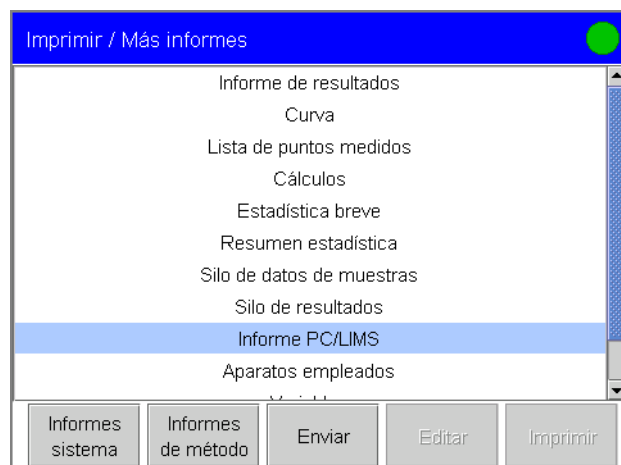 Imprimir / Más informes
Informe de resultados
Curva
Lista de puntos medidos
Cálculos
Estadística breve
Resumen estadística
Silo de datos de muestras
Silo de resultados
Informe PC/LIMS
Aparatos empleados
Informes
sistema
Informes
de método
Enviar
Editar
Imprimir